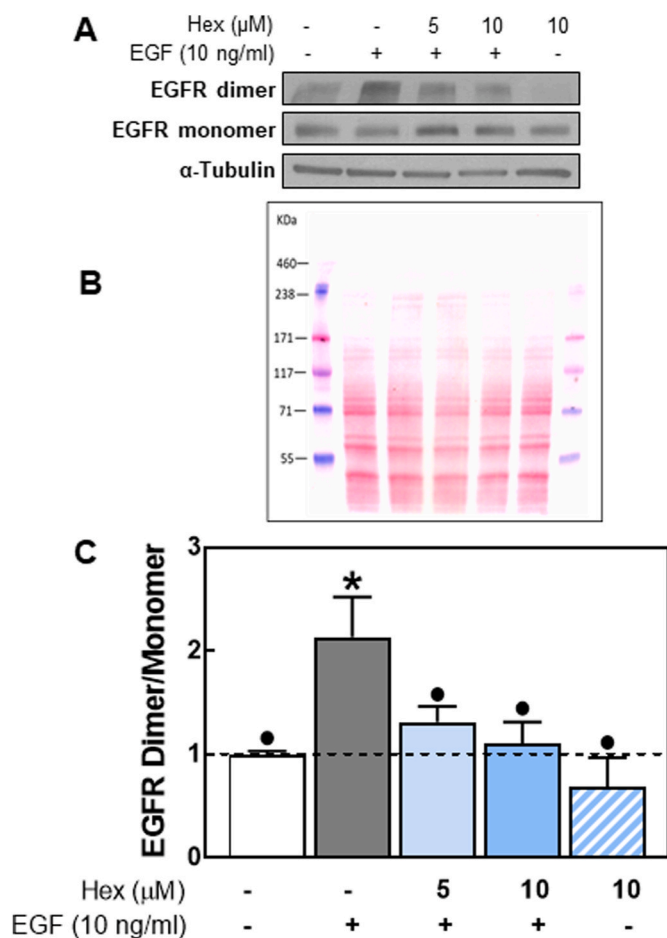 A
Hex (μM) - - 5 10 10
EGF (10 ng/ml) - + + + -
EGFR dimer
EGFR monomer
α-Tubulin
B
KDa
460
238
171
117
71
55
C
EGFR Dimer/Monomer
3
2
1
0
*
Hex (μM) - - 5 10 10
EGF (10 ng/ml) - + + + -